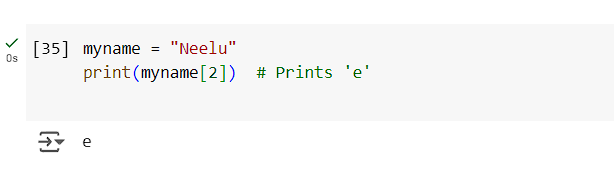 [35] myname = "Neelu"
print(myname[2])  # Prints 'e'
0s
e